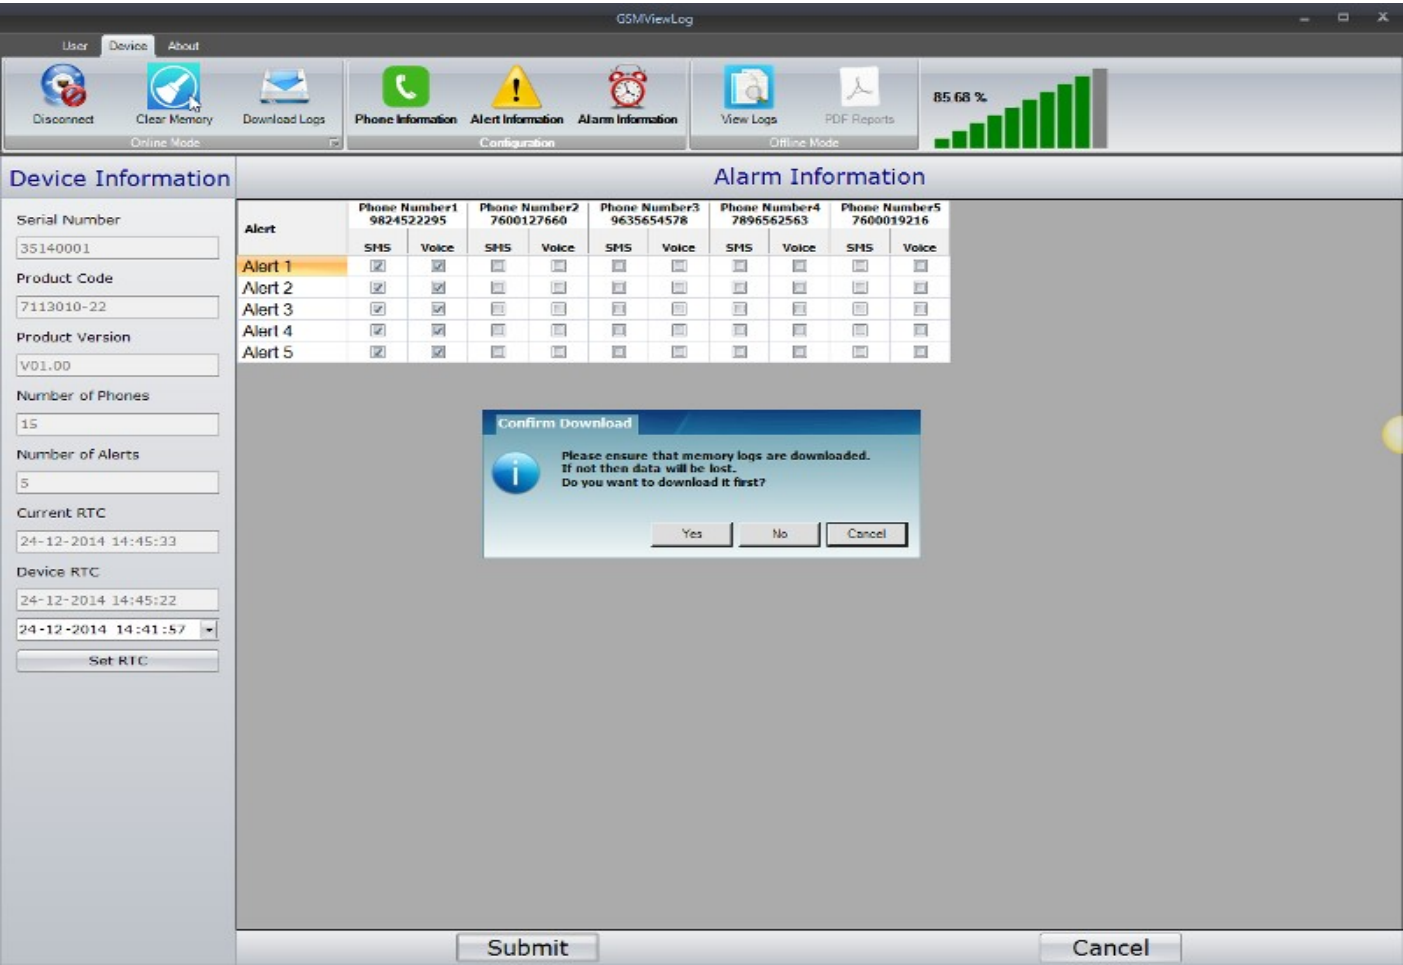 GSMViewLog
User Device About
Disconnect Clear Memory Download Logs Phone Information Alert Information Alarm Information View Logs PDF Reports
85.68 %
Online Mode Configuration Offline Mode
Device Information
Alarm Information
Serial Number
35140001
Product Code
7113010-22
Product Version
V01.00
Number of Phones
15
Number of Alerts
5
Current RTC
24-12-2014 14:45:33
Device RTC
24-12-2014 14:45:22
24-12-2014 14:41:57
Set RTC
Alert Phone Number1 Phone Number2 Phone Number3 Phone Number4 Phone Number5
9824522295 7600127660 9635654578 7896562563 7600019216
SMS Voice SMS Voice SMS Voice SMS Voice SMS Voice
Alert 1
Alert 2
Alert 3
Alert 4
Alert 5
Confirm Download
Please ensure that memory logs are downloaded.
If not then data will be lost.
Do you want to download it first?
Yes No Cancel
Submit Cancel